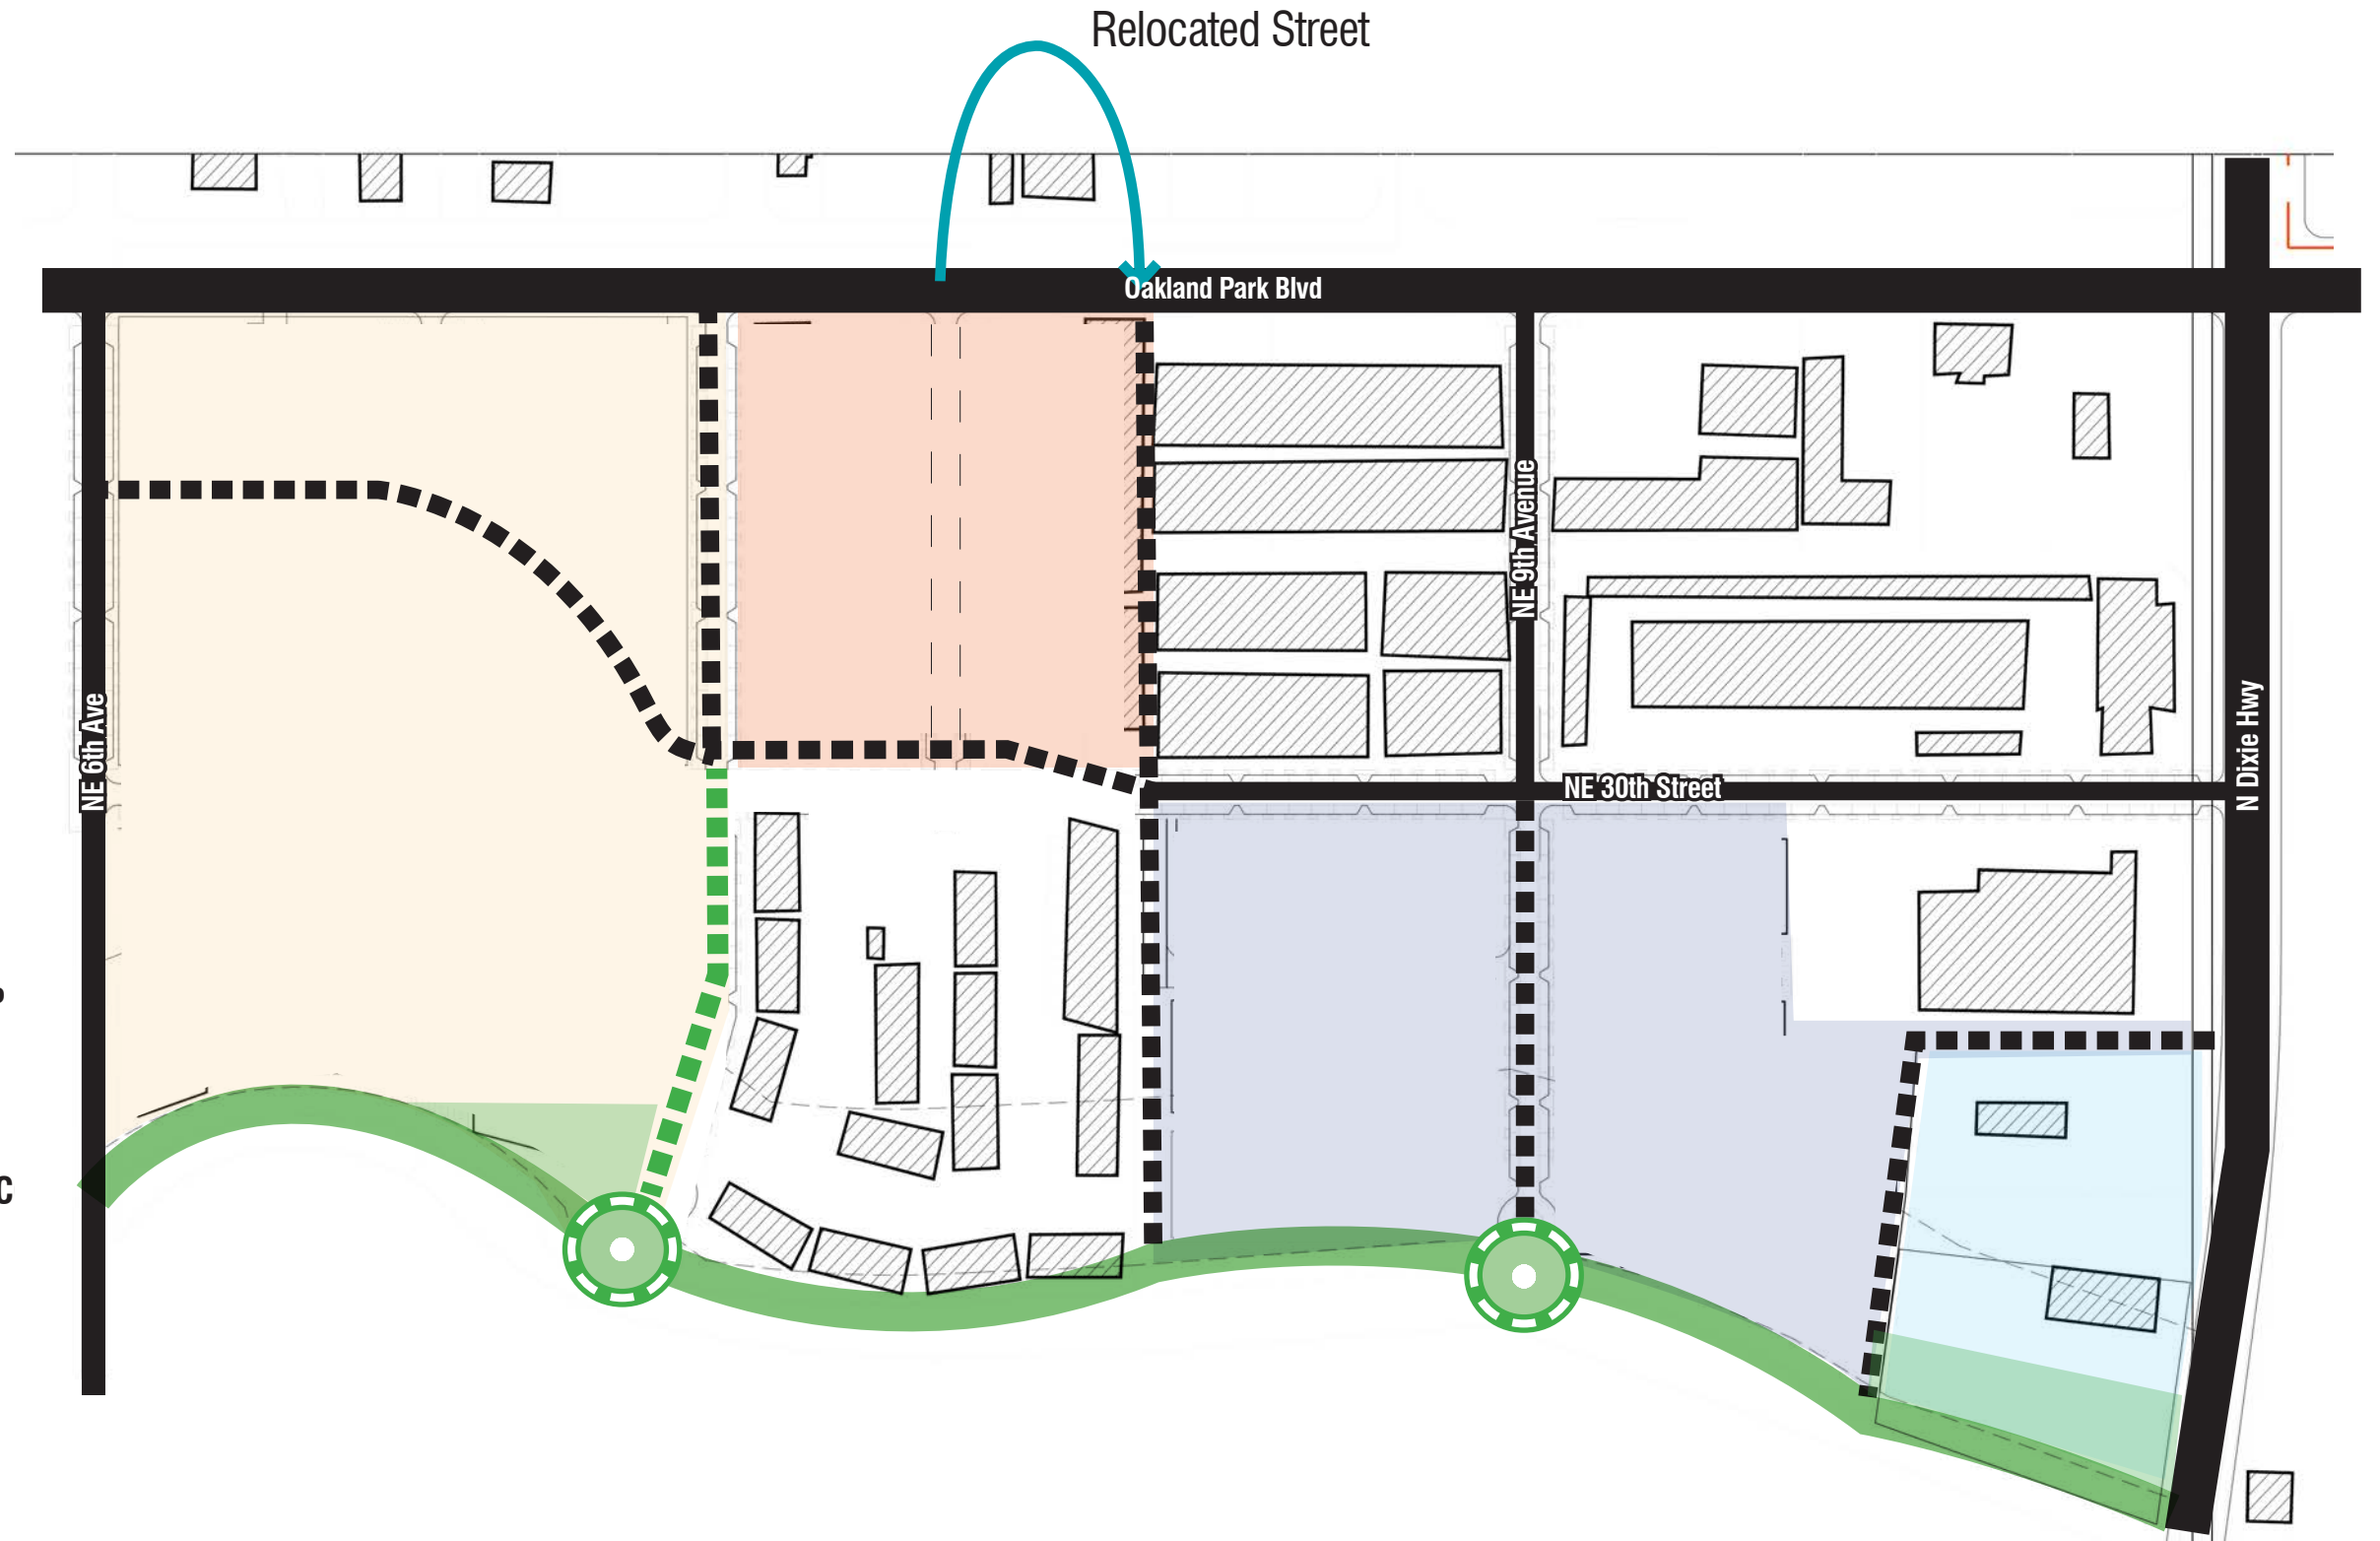 Relocated Street
Oakland Park Blvd
NE 9th Avenue
NE 6th Ave
N Dixie Hwy
NE 30th Street
C